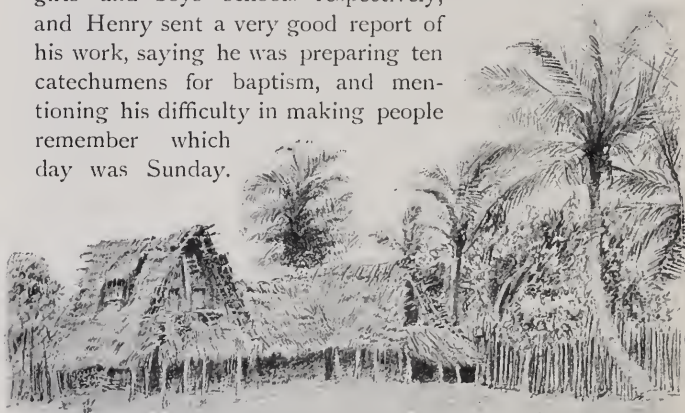 and Henry sent a very good report of
his work, saying he was preparing ten
catechumens for baptism, and men-
tioning his difficulty in making people
remember which
day was Sunday.